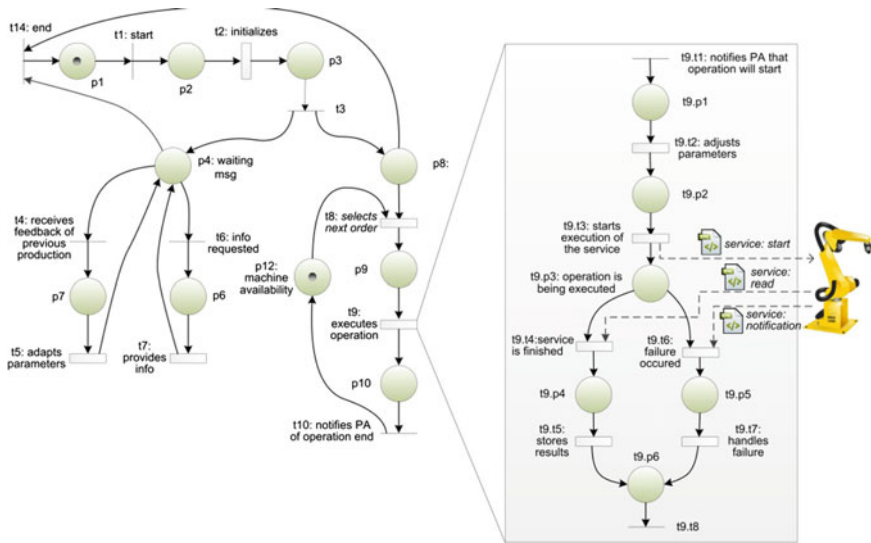 t14: end
t1: start
t2: initializes
p1
p2
p3
t3
p4: waiting
msg
p8:
t4: receives
feedback of
previous
production
t6: info
requested
t8: selects
next order
p12:
machine
availability
p9
p7
p6
t9:
executes
operation
t5: adapts
parameters
t7:
provides
info
p10
t10: notifies PA
of operation end
t9.t1: notifies PA that
operation will start
t9.p1
t9.t2: adjusts
parameters
t9.p2
t9.t3: starts
execution of
the service
service: start
t9.p3: operation is
being executed
service:
read
service:
notification
t9.t4:service
is finished
t9.t6:
failure
occured
t9.p4
t9.p5
t9.t5:
stores
results
t9.t7:
handles
failure
t9.p6
t9.t8